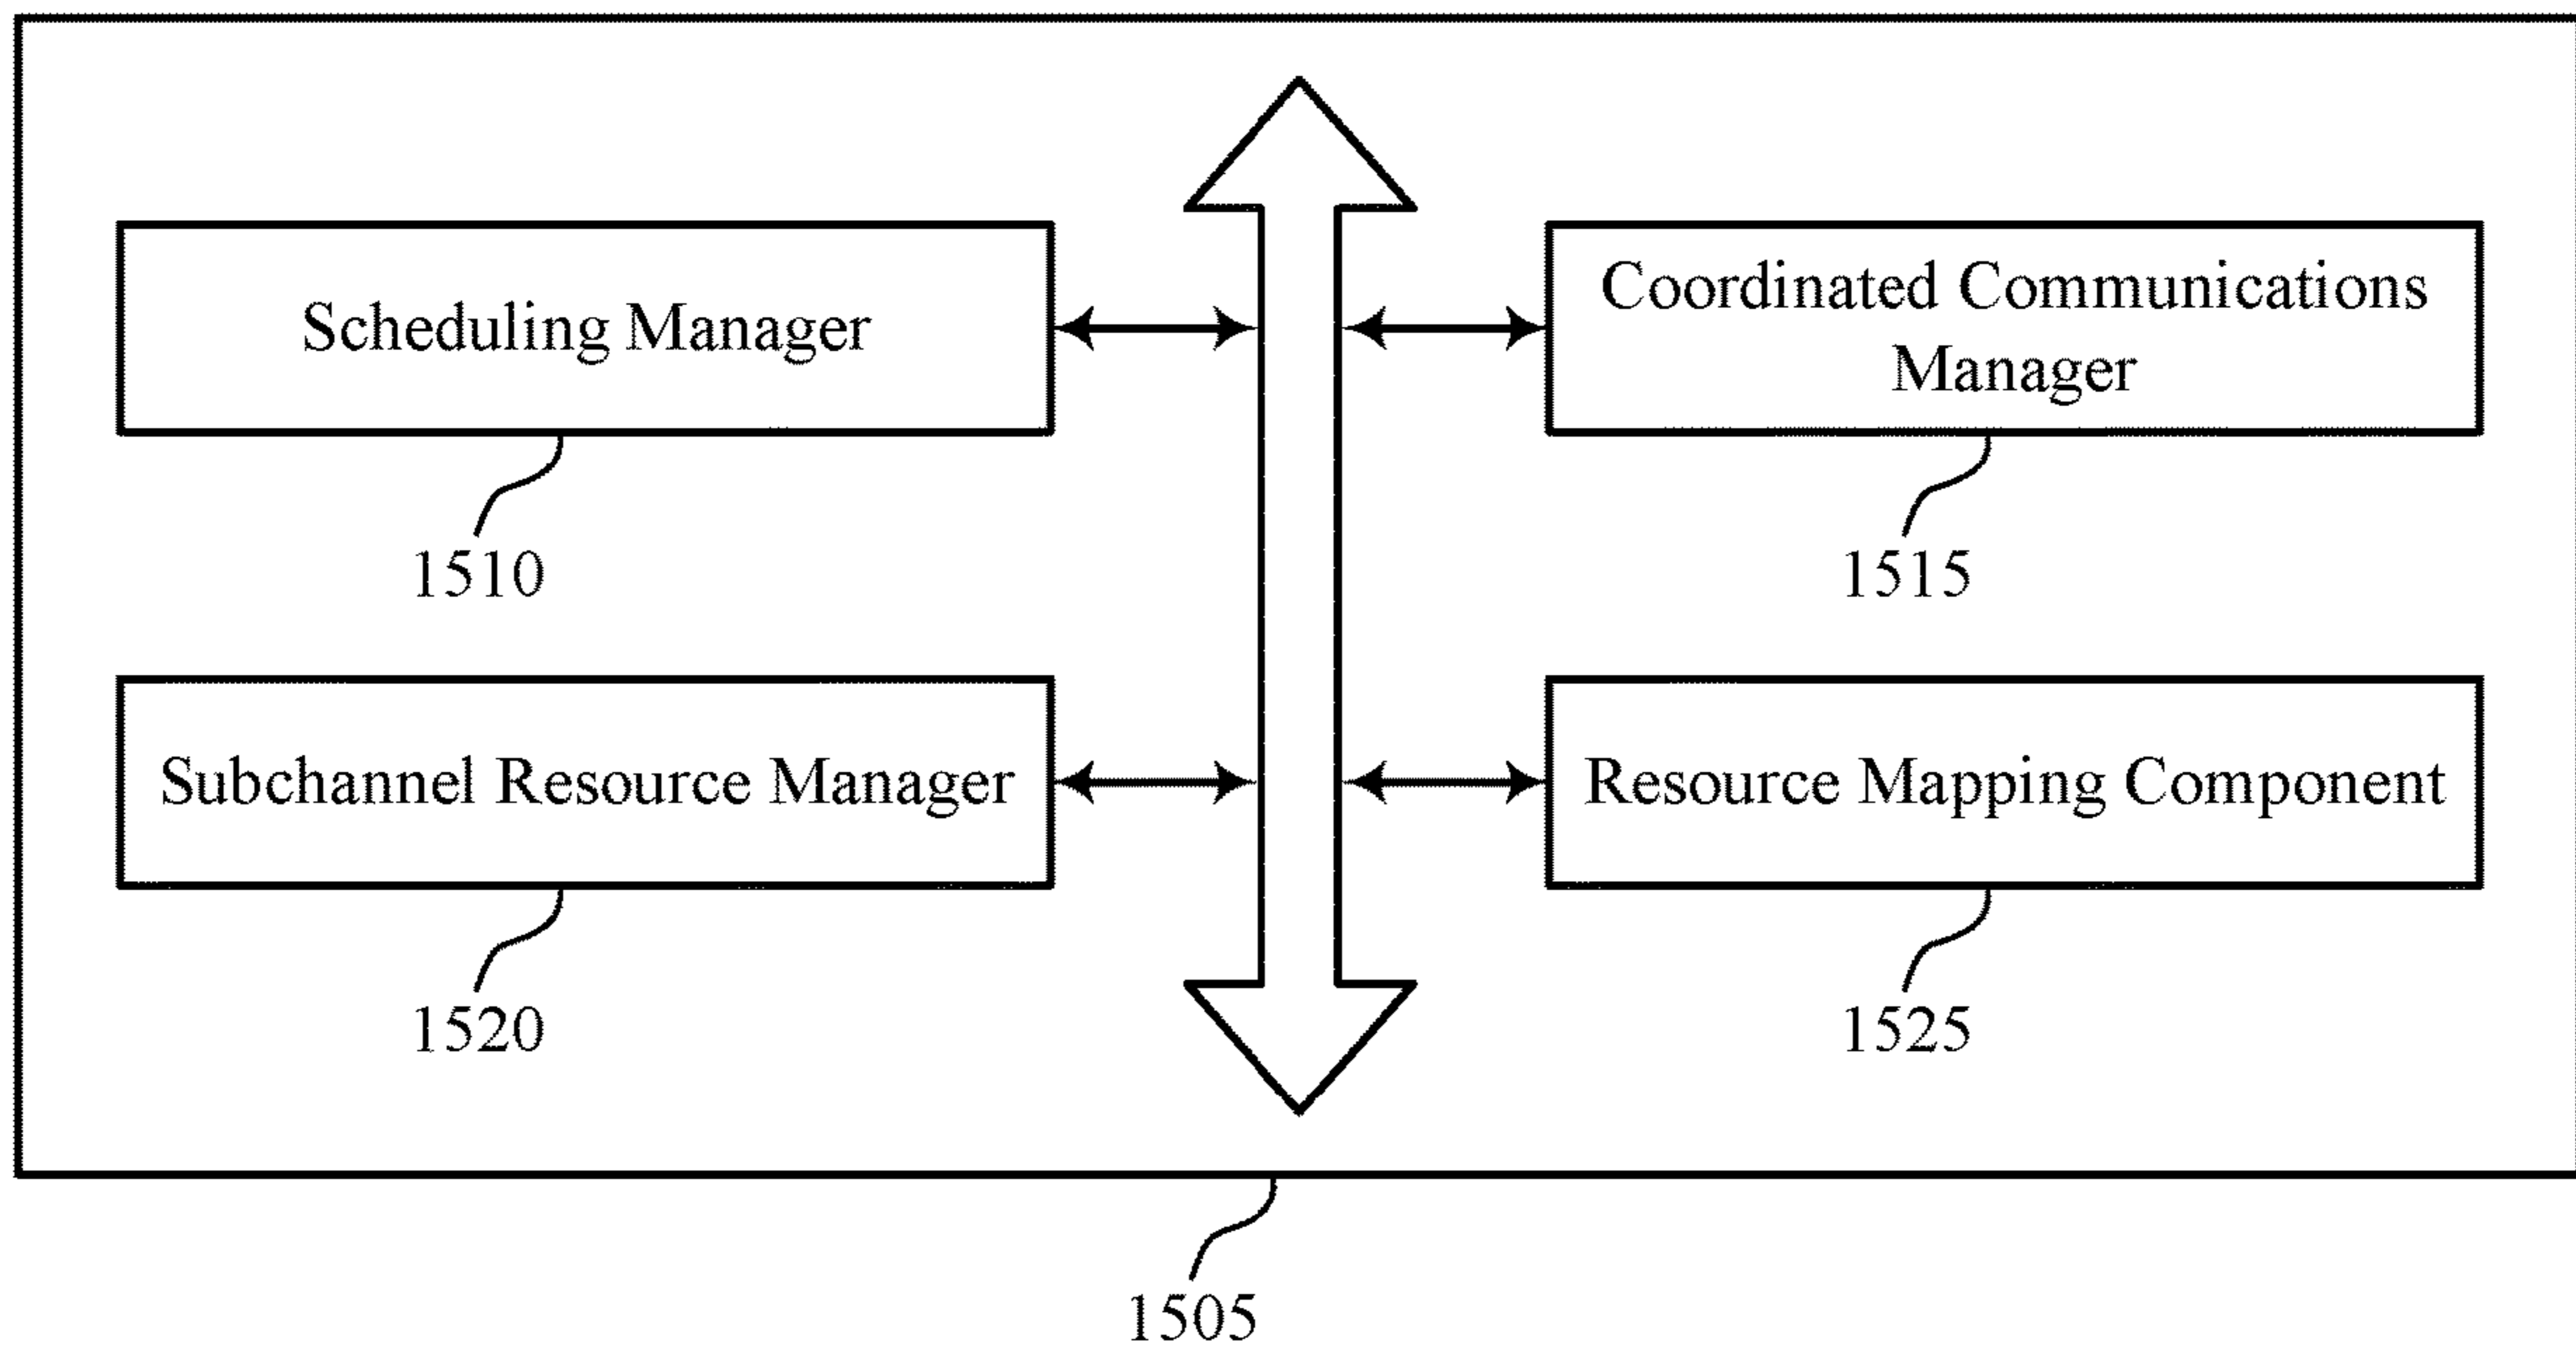 Scheduling Manager
Coordinated Communications
Manager
1510
1515
Subchannel Resource Manager
Resource Mapping Component
1520
1525
1505